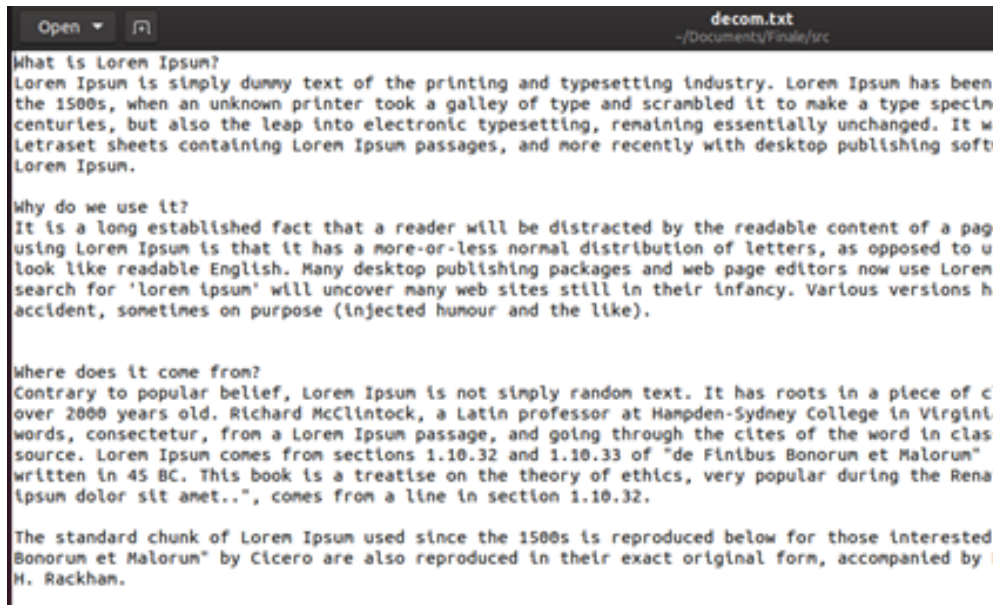 Open
decom.txt
~/Documents/Finale/src
What is Lorem Ipsum?
Lorem Ipsum is simply dummy text of the printing and typesetting industry. Lorem Ipsum has been
the 1500s, when an unknown printer took a galley of type and scrambled it to make a type specim
centuries, but also the leap into electronic typesetting, remaining essentially unchanged. It w
Letraset sheets containing Lorem Ipsum passages, and more recently with desktop publishing soft
Lorem Ipsum.
Why do we use it?
It is a long established fact that a reader will be distracted by the readable content of a pag
using Lorem Ipsum is that it has a more-or-less normal distribution of letters, as opposed to u
look like readable English. Many desktop publishing packages and web page editors now use Lorem
search for 'lorem ipsum' will uncover many web sites still in their infancy. Various versions h
accident, sometimes on purpose (injected humour and the like).
Where does it come from?
Contrary to popular belief, Lorem Ipsum is not simply random text. It has roots in a piece of c
over 2000 years old. Richard McClintock, a Latin professor at Hampden-Sydney College in Virgini
words, consectetur, from a Lorem Ipsum passage, and going through the cites of the word in clas
source. Lorem Ipsum comes from sections 1.10.32 and 1.10.33 of "de Finibus Bonorum et Malorum"
written in 45 BC. This book is a treatise on the theory of ethics, very popular during the Rena
ipsum dolor sit amet..", comes from a line in section 1.10.32.
The standard chunk of Lorem Ipsum used since the 1500s is reproduced below for those interested
Bonorum et Malorum" by Cicero are also reproduced in their exact original form, accompanied by
H. Rackham.